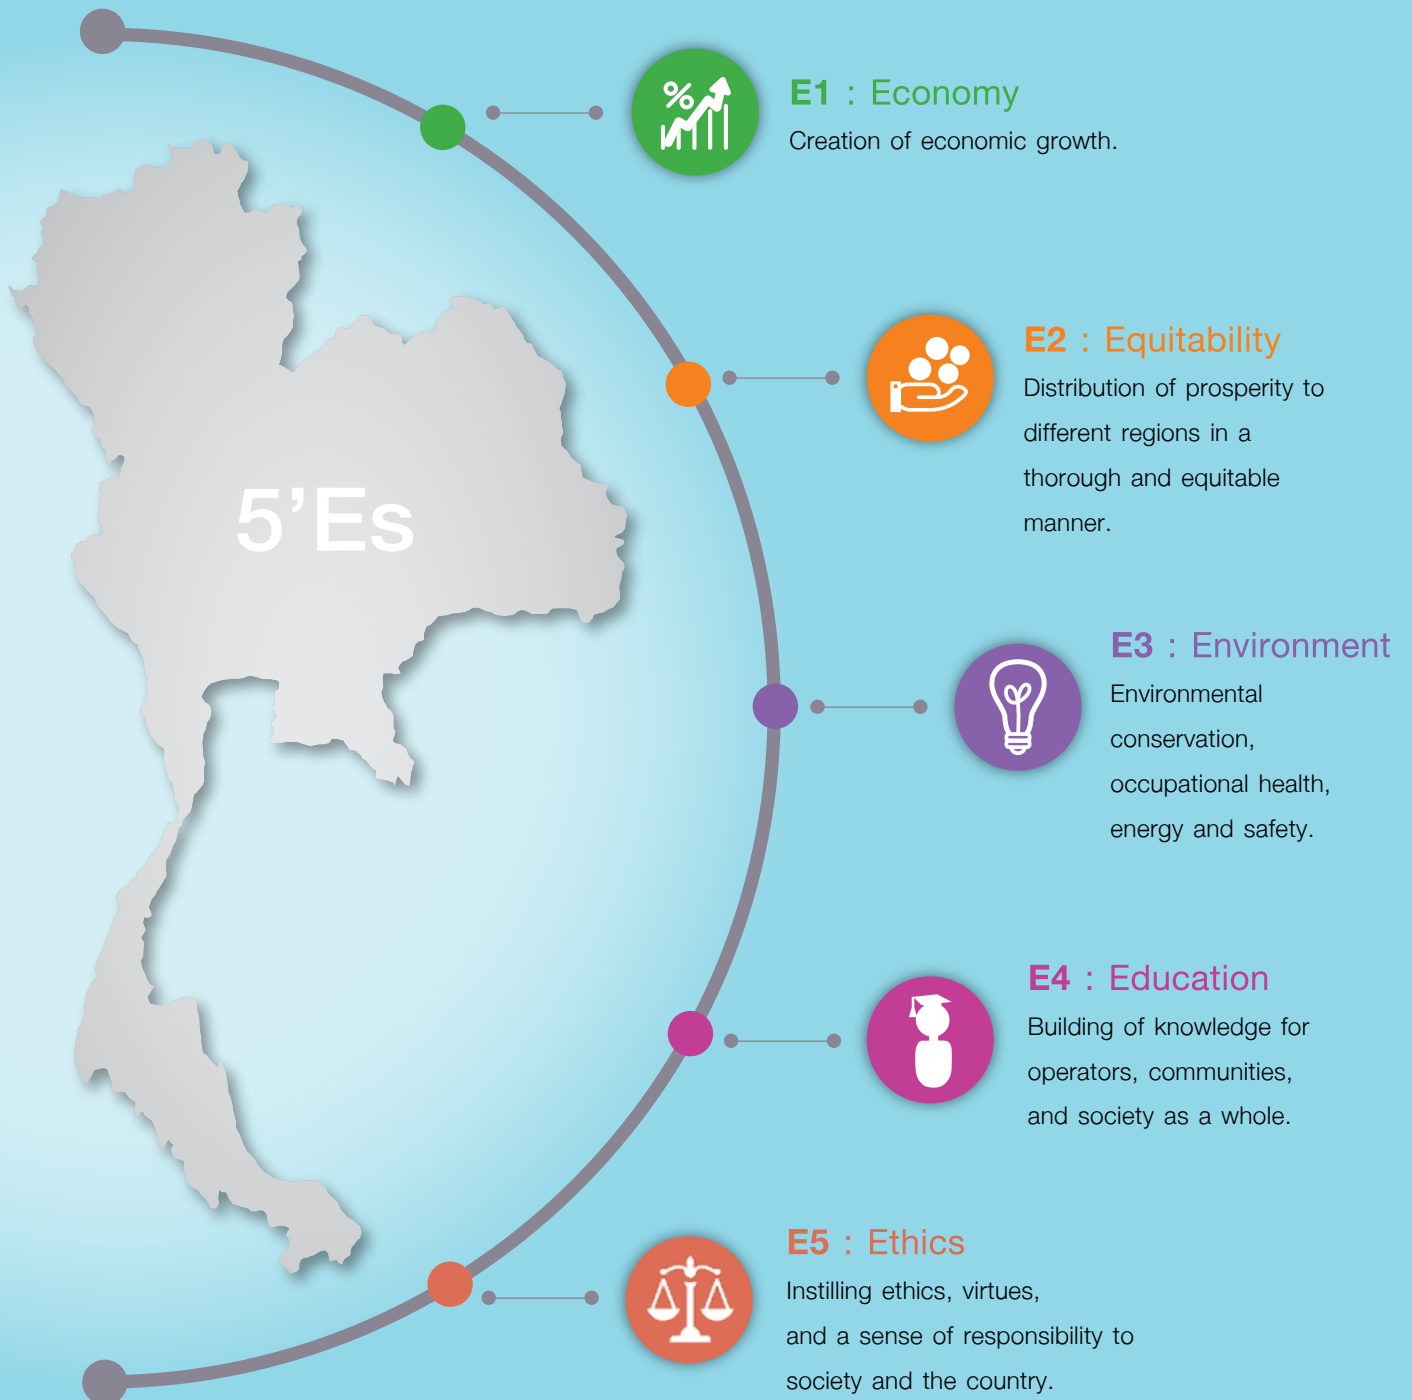 E1 : Economy
Creation of economic growth.
E2 : Equitability
Distribution of prosperity to
different regions in a
thorough and equitable
manner.
5’Es
E3 : Environment
Environmental
conservation,
occupational health,
energy and safety.
E4 : Education
Building of knowledge for
operators, communities,
and society as a whole.
E5 : Ethics
Instilling ethics, virtues,
and a sense of responsibility to
society and the country.